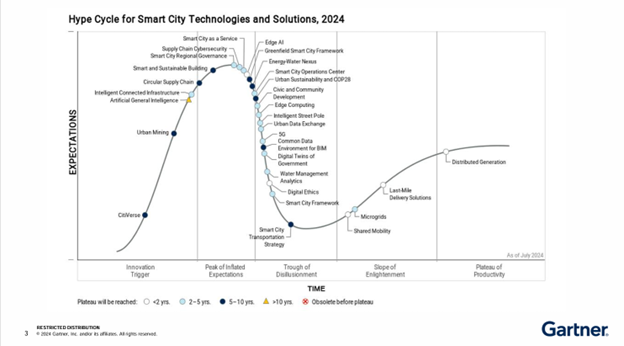 Hype Cycle for Smart City Technologies and Solutions, 2024
EXPECTATIONS
CitiVerse
Urban Mining
Artificial General Intelligence
Intelligent Connected Infrastructure
Circular Supply Chain
Smart and Sustainable Building
Smart City Regional Governance
Supply Chain Cybersecurity
Smart City as a Service
Edge AI
Greenfield Smart City Framework
Energy-Water Nexus
Smart City Operations Center
Urban Sustainability and COP28
Civic and Community
Development
Edge Computing
Intelligent Street Pole
Urban Data Exchange
5G
Common Data
Environment for BIM
Digital Twins of
Government
Water Management
Analytics
Digital Ethics
Smart City Framework
Smart City
Transportation
Strategy
Shared Mobility
Microgrids
Last-Mile
Delivery Solutions
Distributed Generation
As of July 2024
Innovation
Trigger
Peak of Inflated
Expectations
Trough of
Disillusionment
Slope of
Enlightenment
Plateau of
Productivity
TIME
Plateau will be reached: <2 yrs. 2–5 yrs. 5–10 yrs. >10 yrs. Obsolete before plateau
3
RESTRICTED DISTRIBUTION
© 2024 Gartner, Inc. and/or its affiliates. All rights reserved.
Gartner